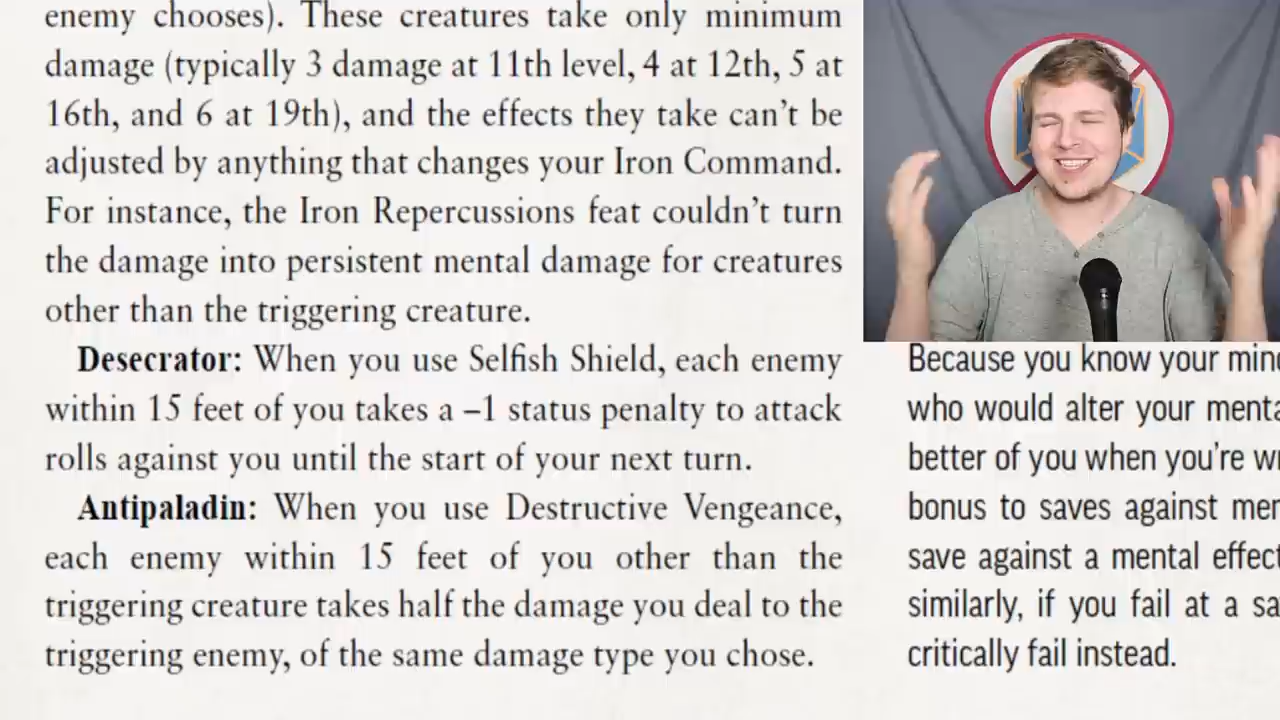 enemy chooses). These creatures take only minimum
damage (typically 3 damage at 11th level, 4 at 12th, 5 at
16th, and 6 at 19th), and the effects they take can’t be
adjusted by anything that changes your Iron Command.
For instance, the Iron Repercussions feat couldn’t turn
the damage into persistent mental damage for creatures
other than the triggering creature.
Desecrator: When you use Selfish Shield, each enemy
within 15 feet of you takes a –1 status penalty to attack
rolls against you until the start of your next turn.
Antipaladin: When you use Destructive Vengeance,
each enemy within 15 feet of you other than the
triggering creature takes half the damage you deal to the
triggering enemy, of the same damage type you chose.
Because you know your
who would alter your
better of you when you’re
bonus to saves against
save against a mental
similarly, if you fail at a
critically fail instead.